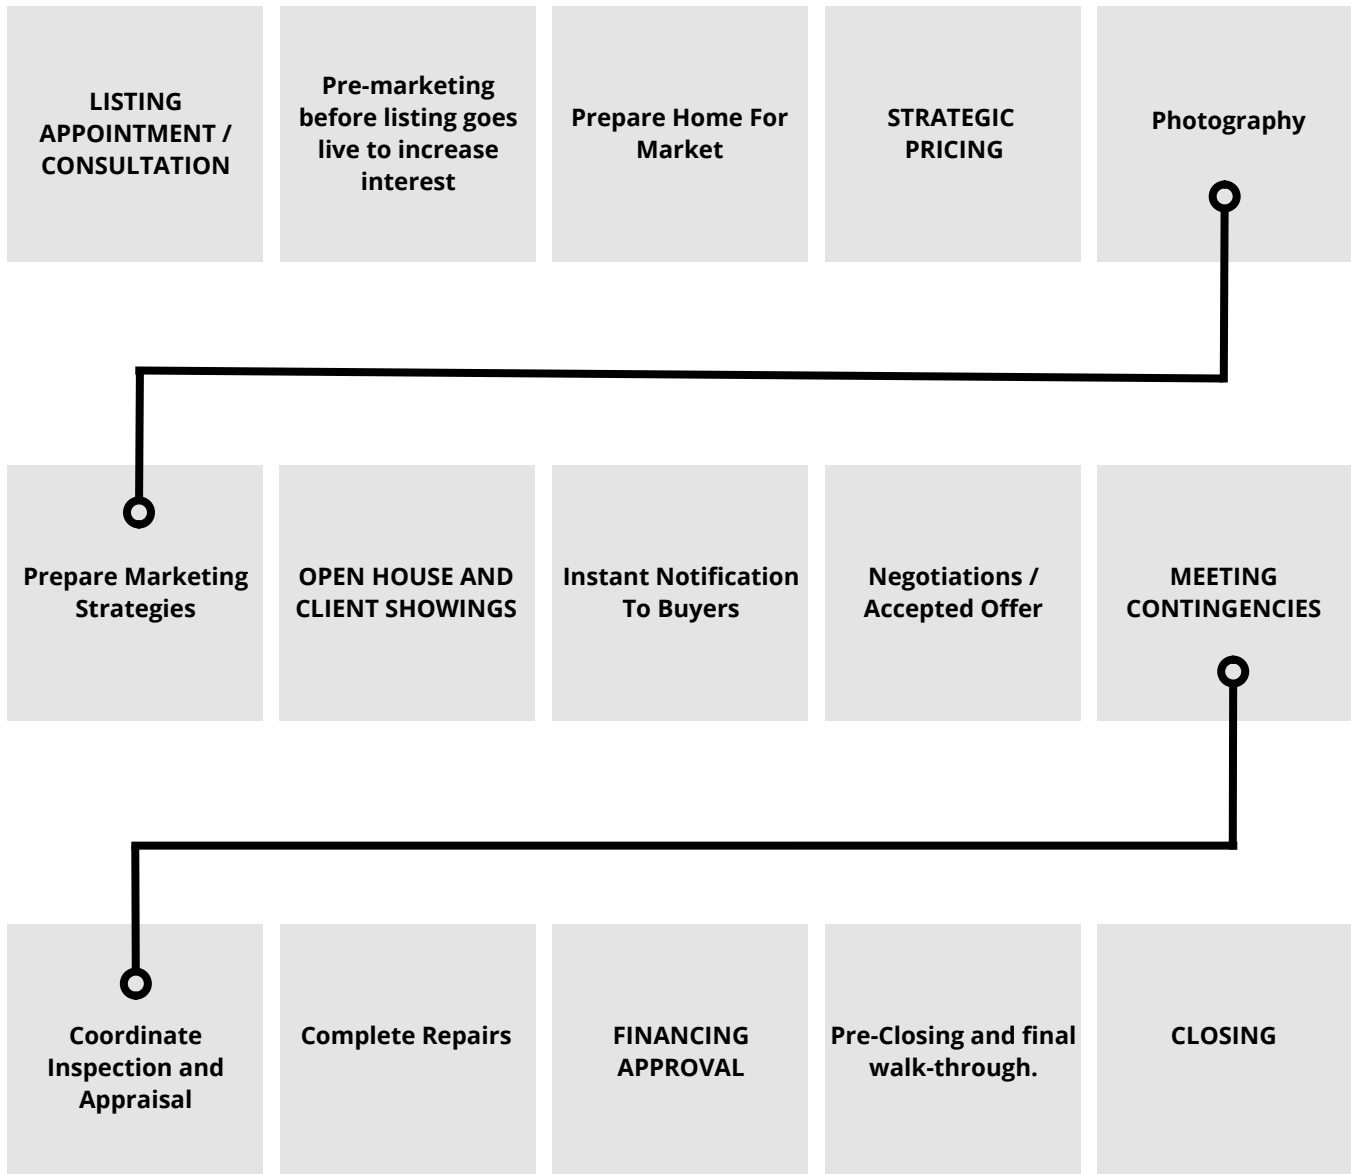 LISTING
APPOINTMENT /
CONSULTATION
Pre-marketing
before listing goes
live to increase
interest
Prepare Home For
Market
STRATEGIC
PRICING
Photography
Prepare Marketing
Strategies
OPEN HOUSE AND
CLIENT SHOWINGS
Instant Notification
To Buyers
Negotiations /
Accepted Offer
MEETING
CONTINGENCIES
Coordinate
Inspection and
Appraisal
Complete Repairs
FINANCING
APPROVAL
Pre-Closing and final
walk-through.
CLOSING